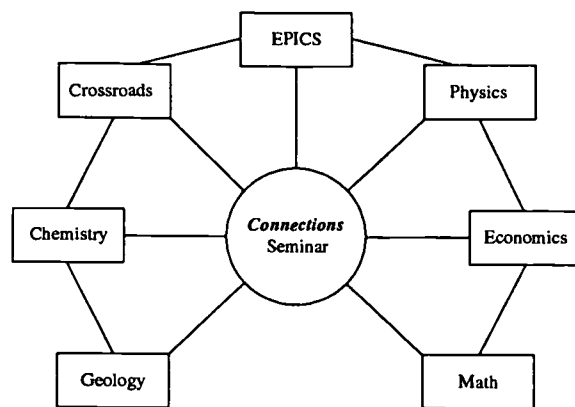 EPICS
Crossroads
Physics
Connections
Seminar
Chemistry
Economics
Geology
Math